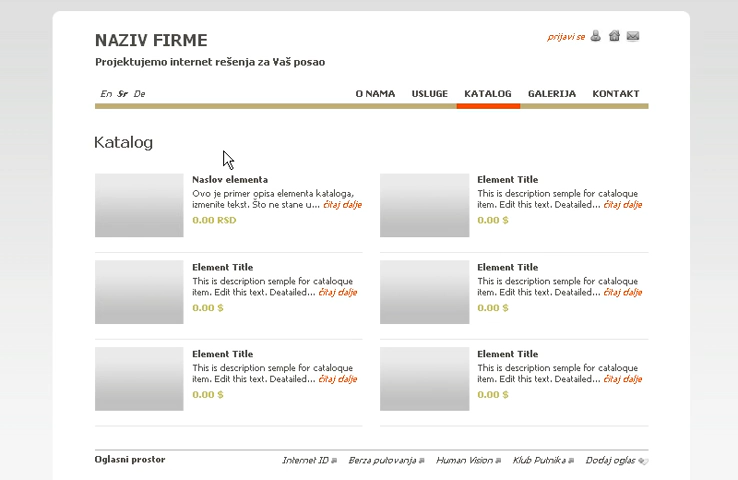 NAZIV FIRME
prijavi se
Projektujemo internet rešenja za Vaš posao
En Sr De
O NAMA USLUGE KATALOG GALERIJA KONTAKT
Katalog
Naslov elementa
Ovo je primer opisa elementa kataloga,
izmenite tekst. Što ne stane u... čitaj dalje
0.00 RSD
Element Title
This is description semple for cataloque
item. Edit this text. Deatailed... čitaj dalje
0.00 $
Element Title
This is description semple for cataloque
item. Edit this text. Deatailed... čitaj dalje
0.00 $
Element Title
This is description semple for cataloque
item. Edit this text. Deatailed... čitaj dalje
0.00 $
Element Title
This is description semple for cataloque
item. Edit this text. Deatailed... čitaj dalje
0.00 $
Element Title
This is description semple for cataloque
item. Edit this text. Deatailed... čitaj dalje
0.00 $
Oglasni prostor Internet ID Berza putovanja Human Vision Klub Putnika Dodaj oglas